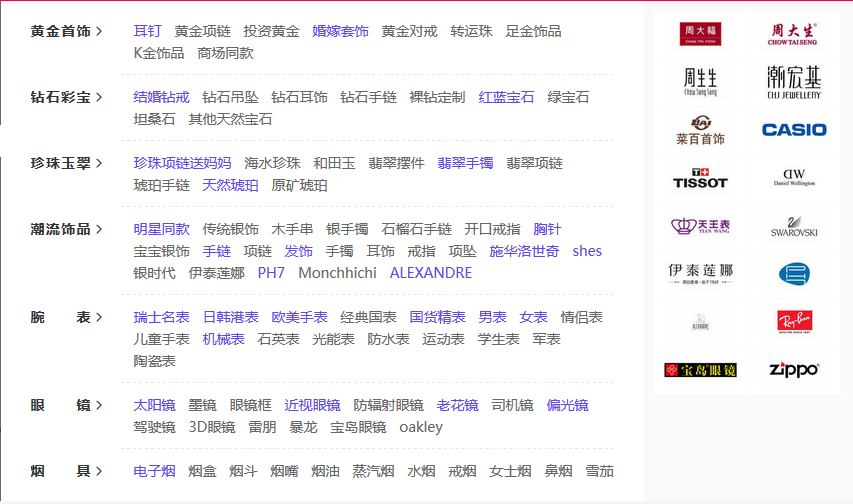 黄金首饰 > 耳钉 黄金项链 投资黄金 婚嫁套饰 黄金对戒 转运珠 足金饰品
K金饰品 商场同款
钻石彩宝 > 结婚钻戒 钻石吊坠 钻石耳饰 钻石手链 裸钻定制 红蓝宝石 绿宝石
坦桑石 其他天然宝石
珍珠玉翠 > 珍珠项链送妈妈 海水珍珠 和田玉 翡翠摆件 翡翠手镯 翡翠项链
琥珀手链 天然琥珀 原矿琥珀
潮流饰品 > 明星同款 传统银饰 木手串 银手镯 石榴石手链 开口戒指 胸针
宝宝银饰 手链 项链 发饰 手镯 耳饰 戒指 项坠 施华洛世奇 shes
银时代 伊泰莲娜 PH7 Monchhichi ALEXANDRE
腕 表 > 瑞士名表 日韩港表 欧美手表 经典国表 国货精表 男表 女表 情侣表
儿童手表 机械表 石英表 光能表 防水表 运动表 学生表 军表
陶瓷表
眼 镜 > 太阳镜 墨镜 眼镜框 近视眼镜 防辐射眼镜 老花镜 司机镜 偏光镜
驾驶镜 3D眼镜 雷朋 暴龙 宝岛眼镜 oakley
烟 具 > 电子烟 烟盒 烟斗 烟嘴 烟油 蒸汽烟 水烟 戒烟 女士烟 鼻烟 雪茄
周大福
CHOW TAI FOOK
周大生
CHOW TAI SENG
周生生
Chow Sang Sang
潮宏基
CHJ JEWELLERY
菜百首饰
CASIO
TISSOT
DW
Daniel Wellington
天王表
TIAN WANG
SWAROVSKI
伊泰莲娜
ALEXANDRE
Ray-Ban
宝岛眼镜
Zippo